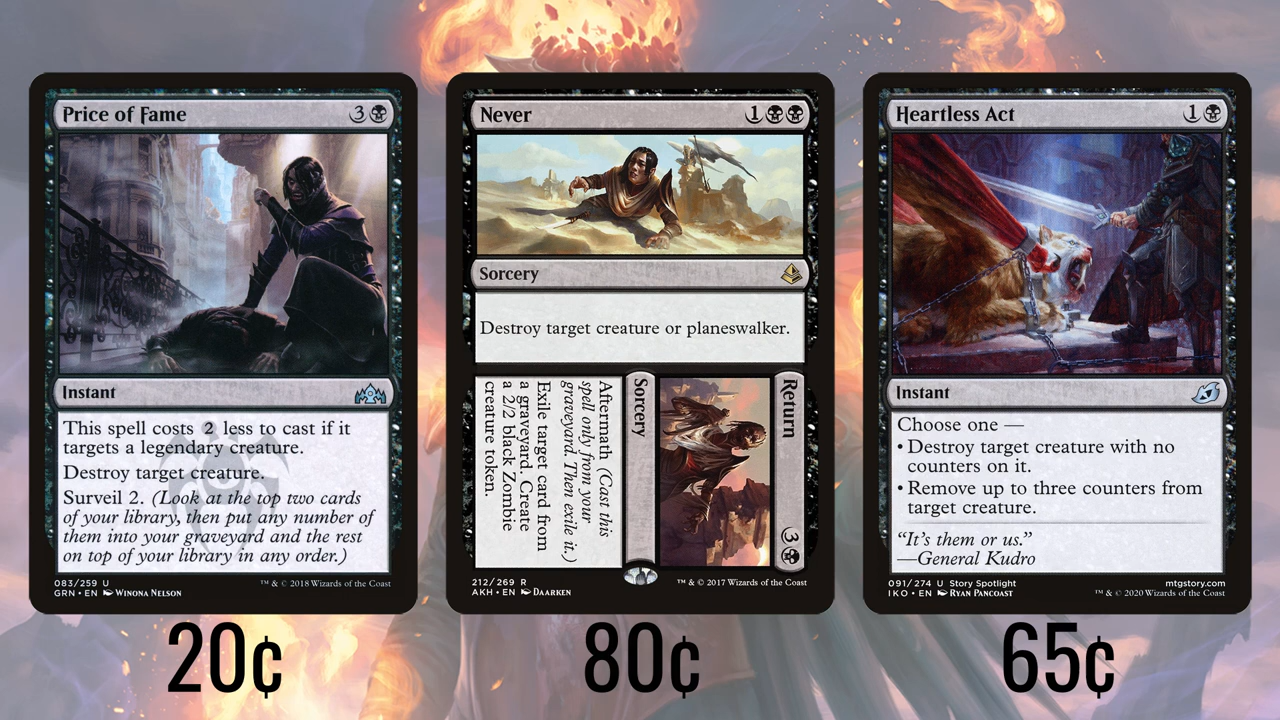 Price of Fame
3
Instant
This spell costs 2 less to cast if it
targets a legendary creature.
Destroy target creature.
Surveil 2. (Look at the top two cards
of your library, then put any number of
them into your graveyard and the rest
on top of your library in any order.)
083/259 U
GRN • EN Winona Nelson
™ & © 2018 Wizards of the Coast
20¢
Never
1
Sorcery
Destroy target creature or planeswalker.
Return
3
Sorcery
Aftermath (Cast this
spell only from your
graveyard. Then exile it.)
Exile target card from
a graveyard. Create
a 2/2 black Zombie
creature token.
212/269 R
AKH • EN Daarken
™ & © 2017 Wizards of the Coast
80¢
Heartless Act
1
Instant
Choose one —
• Destroy target creature with no
counters on it.
• Remove up to three counters from
target creature.
“It’s them or us.”
—General Kudro
091/274 U Story Spotlight
IKO • EN Ryan Pancoast
mtgstory.com
™ & © 2020 Wizards of the Coast
65¢